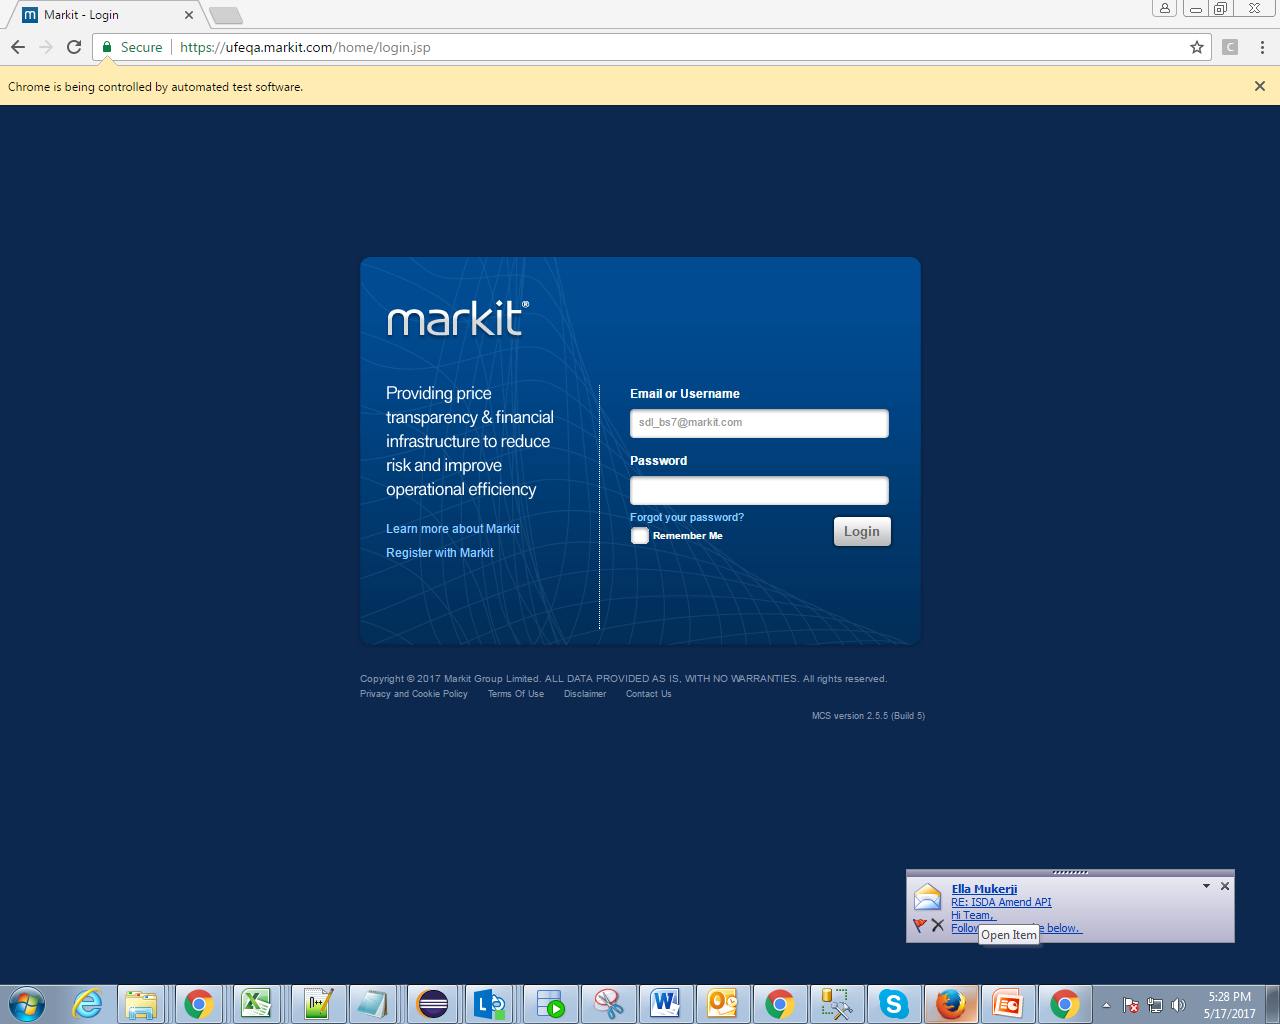 Markit - Login
Secure
https://ufeqa.markit.com/home/login.jsp
C
Chrome is being controlled by automated test software.
markit®
Providing price
transparency & financial
infrastructure to reduce
risk and improve
operational efficiency
Learn more about Markit
Register with Markit
Email or Username
sdl_bs7@markit.com
Password
Forgot your password?
Remember Me
Login
Copyright © 2017 Markit Group Limited. ALL DATA PROVIDED AS IS, WITH NO WARRANTIES. All rights reserved.
Privacy and Cookie Policy Terms Of Use Disclaimer Contact Us
MCS version 2.5.5 (Build 5)
Ella Mukerji
RE: ISDA Amend API
Hi Team,
below.
Open Item
5:28 PM
5/17/2017